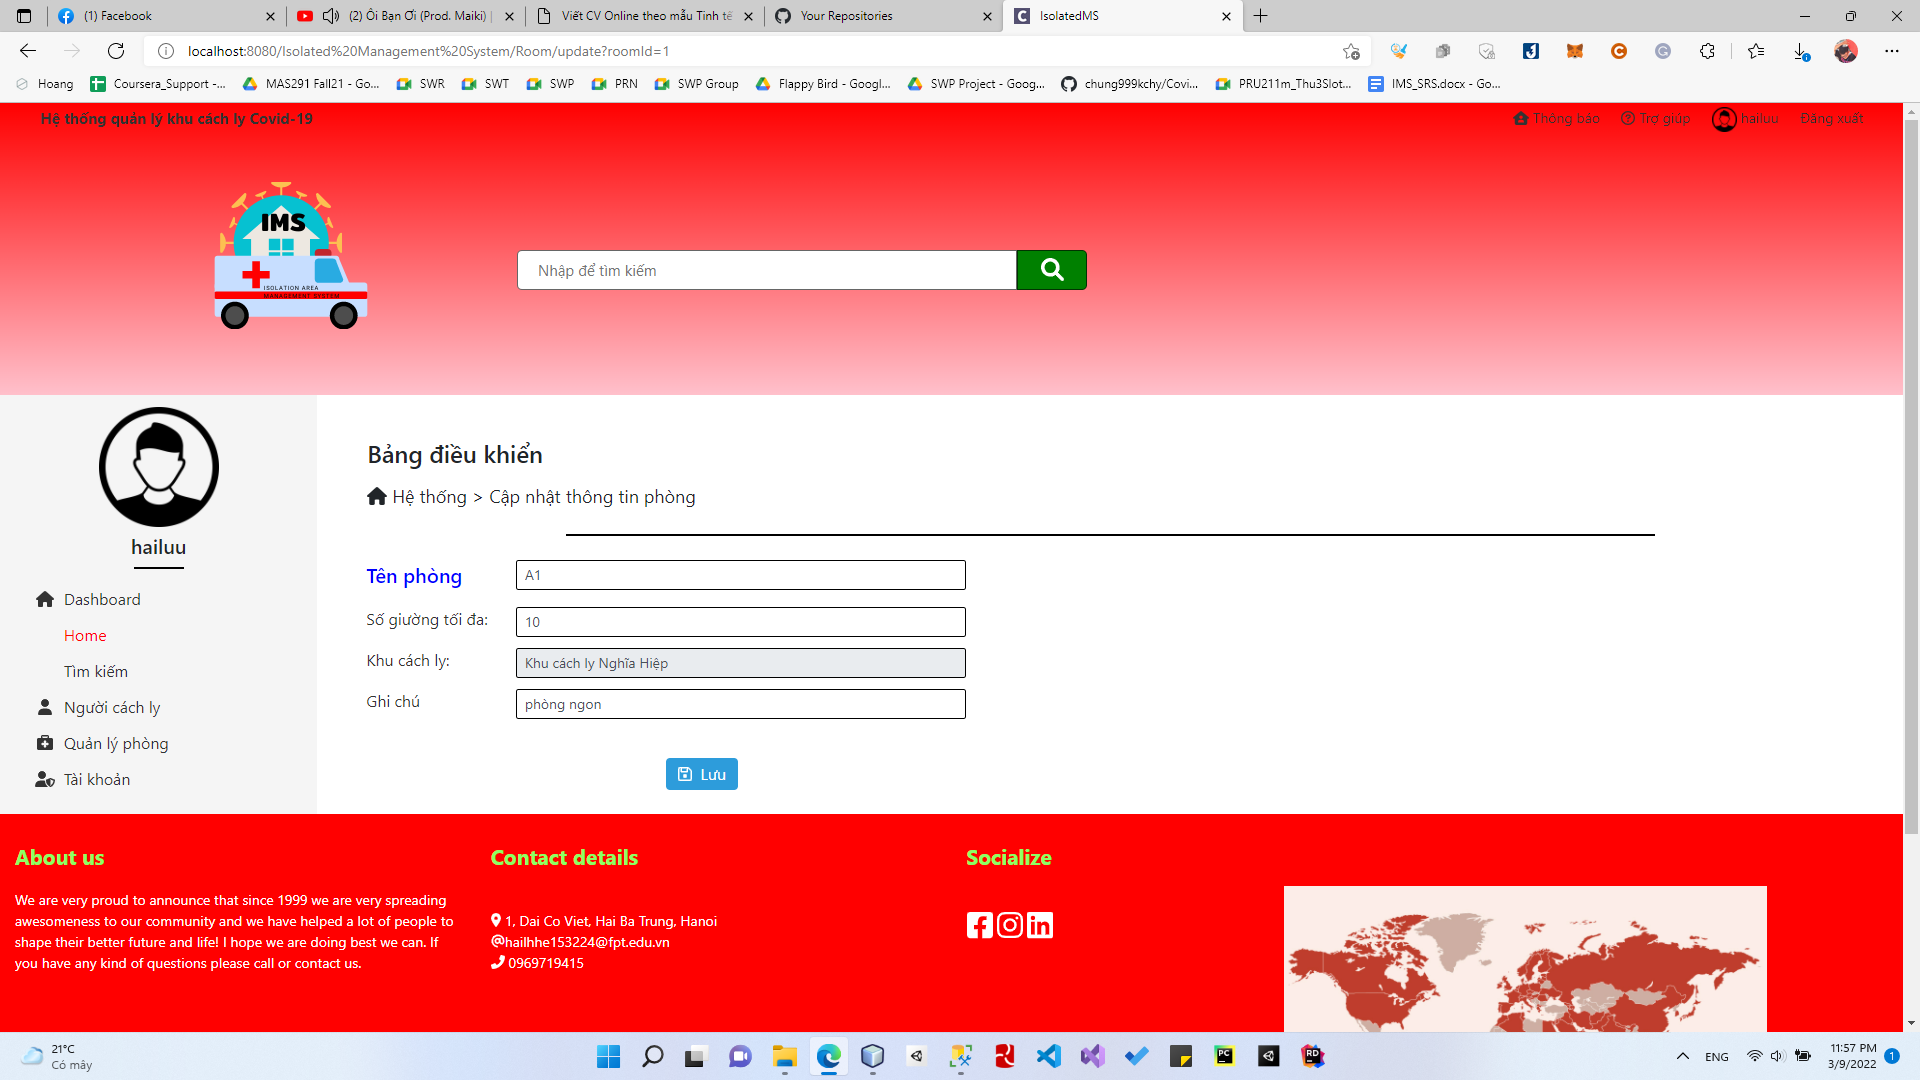 (1) Facebook
(2) Ôi Bạn Ơi (Prod. Maiki) |
Viết CV Online theo mẫu Tinh tế
Your Repositories
IsolatedMS
localhost:8080/Isolated%20Management%20System/Room/update?roomId=1
Hoang
Coursera_Support -...
MAS291 Fall21 - Go...
SWR
SWT
SWP
PRN
SWP Group
Flappy Bird - Googl...
SWP Project - Goog...
chung999kchy/Covi...
PRU211m_Thu3Slot...
IMS_SRS.docx - Go...
Hệ thống quản lý khu cách ly Covid-19
Thông báo
Trợ giúp
hailuu
Đăng xuất
IMS
ISOLATION AREA
MANAGEMENT SYSTEM
Nhập để tìm kiếm
hailuu
Dashboard
Home
Tìm kiếm
Người cách ly
Quản lý phòng
Tài khoản
Bảng điều khiển
Hệ thống > Cập nhật thông tin phòng
Tên phòng
A1
Số giường tối đa:
10
Khu cách ly:
Khu cách ly Nghĩa Hiệp
Ghi chú
phòng ngon
Lưu
About us
We are very proud to announce that since 1999 we are very spreading
awesomeness to our community and we have helped a lot of people to
shape their better future and life! I hope we are doing best we can. If
you have any kind of questions please call or contact us.
Contact details
1, Dai Co Viet, Hai Ba Trung, Hanoi
@hailhhe153224@fpt.edu.vn
0969719415
Socialize
21°C
Có mây
ENG
11:57 PM
3/9/2022
1